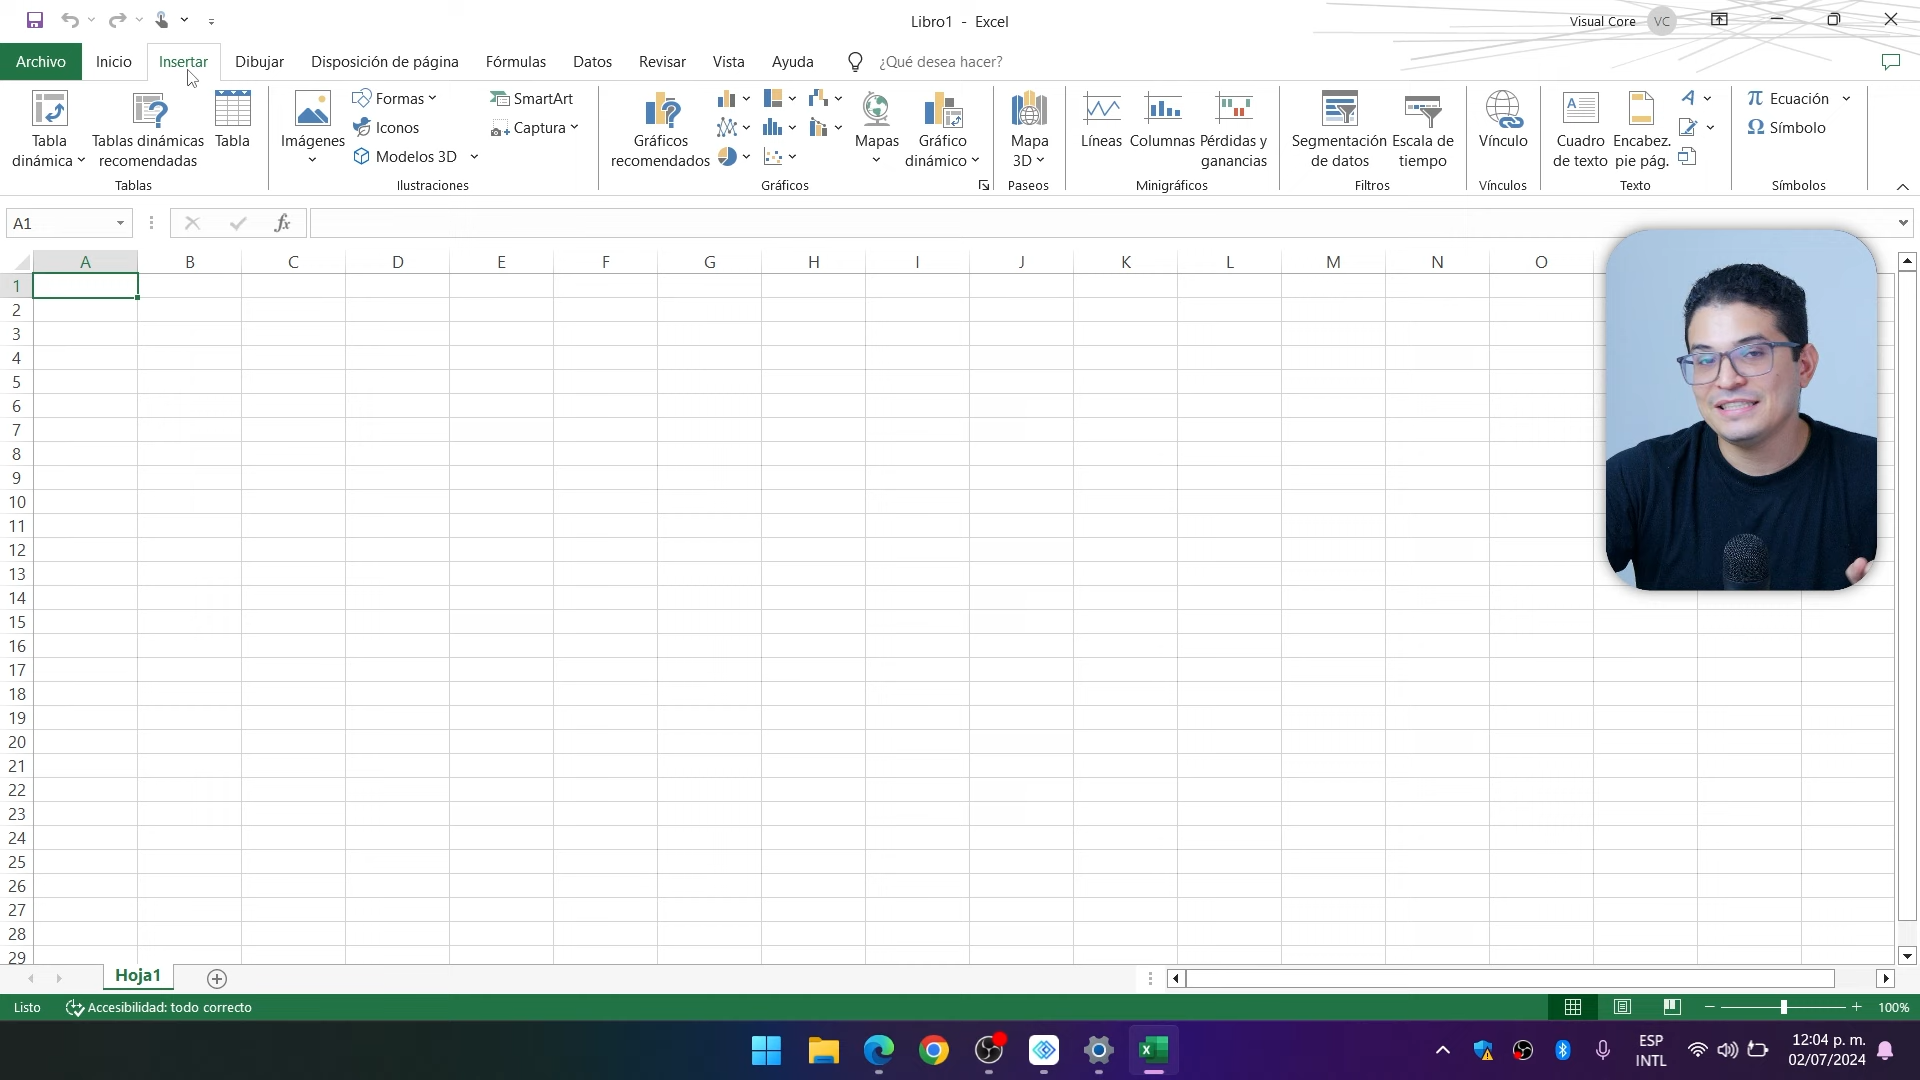 Libro1 - Excel
Visual Core VC
Archivo Inicio Insertar Dibujar Disposición de página Fórmulas Datos Revisar Vista Ayuda ¿Qué desea hacer?
Tabla dinámica
Tablas dinámicas recomendadas
Tabla
Tablas
Imágenes
Formas
Iconos
Modelos 3D
SmartArt
Captura
Ilustraciones
Gráficos recomendados
Mapas
Gráfico dinámico
Gráficos
Mapa 3D
Paseos
Líneas
Columnas
Pérdidas y ganancias
Minigráficos
Segmentación de datos
Escala de tiempo
Filtros
Vínculo
Vínculos
Cuadro de texto
Encabez. pie pág.
Texto
π Ecuación
Ω Símbolo
Símbolos
A1
fx
A B C D E F G H I J K L M N O
1
2
3
4
5
6
7
8
9
10
11
12
13
14
15
16
17
18
19
20
21
22
23
24
25
26
27
28
29
Hoja1
Listo Accesibilidad: todo correcto
100%
ESP
INTL
12:04 p. m.
02/07/2024